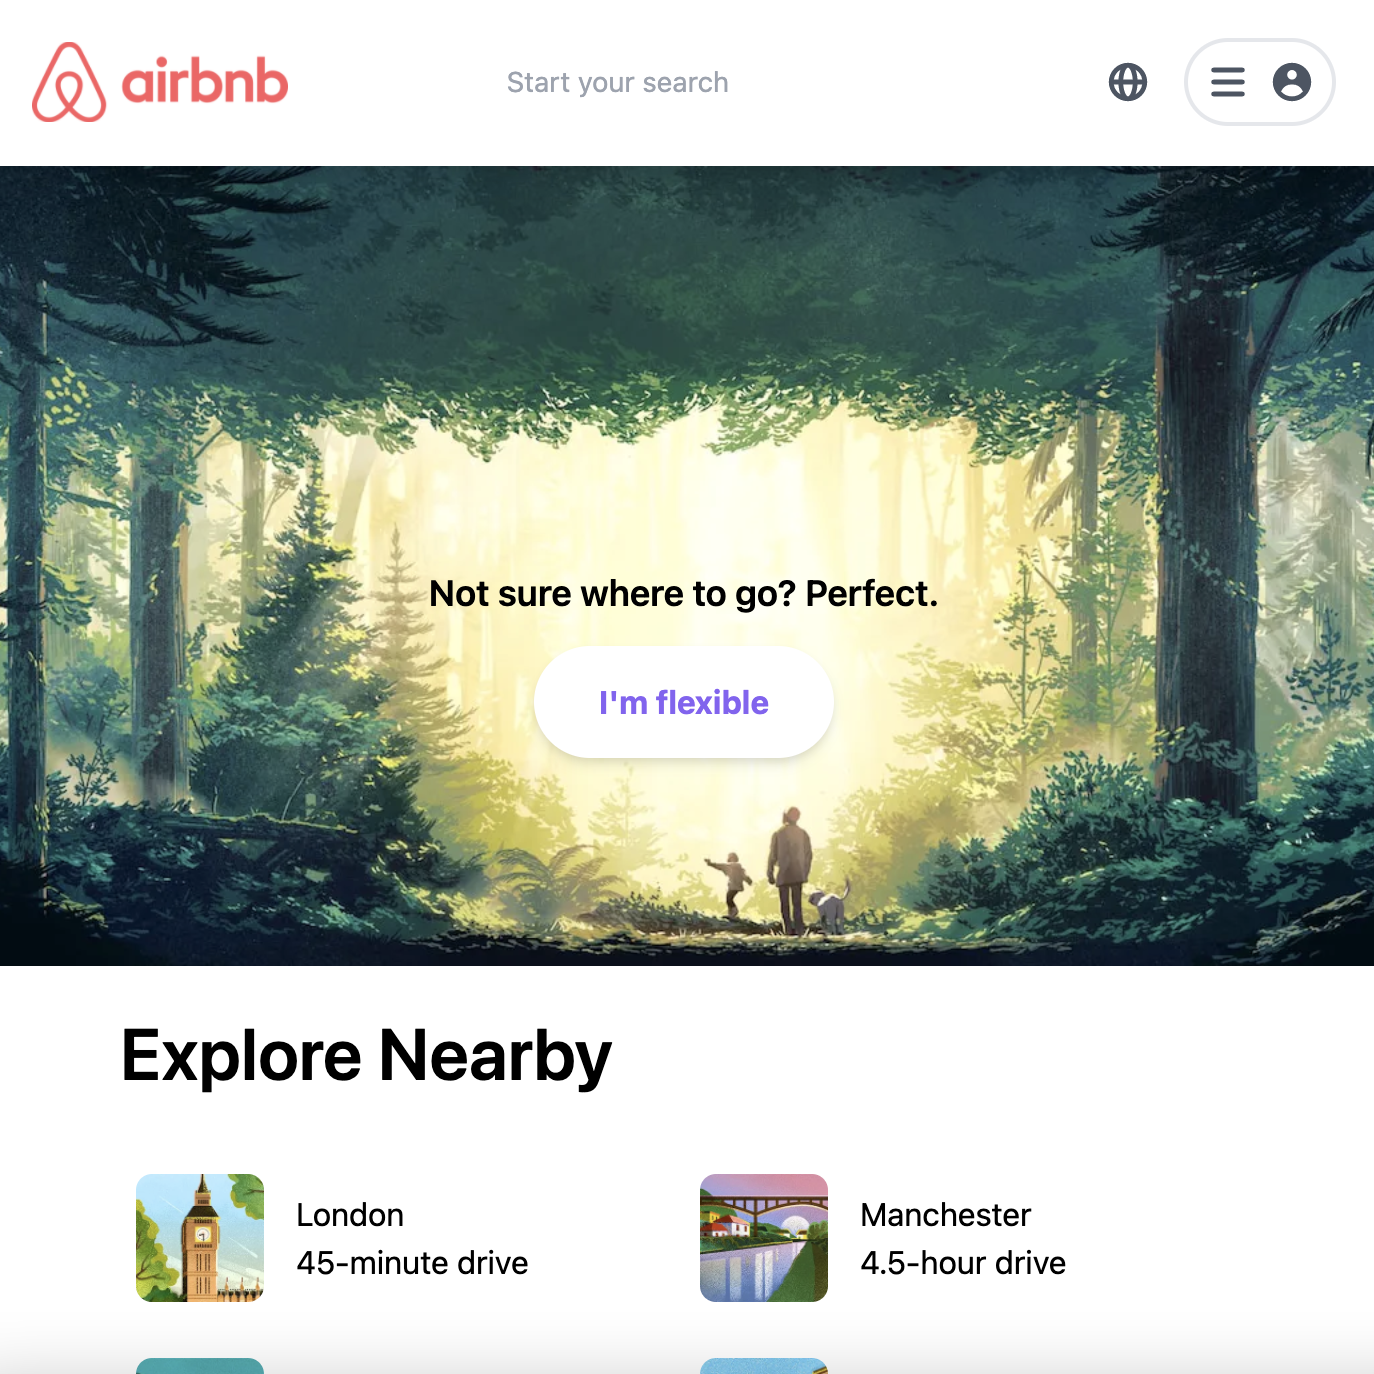 airbnb
Start your search
Not sure where to go? Perfect.
I'm flexible
Explore Nearby
London
45-minute drive
Manchester
4.5-hour drive